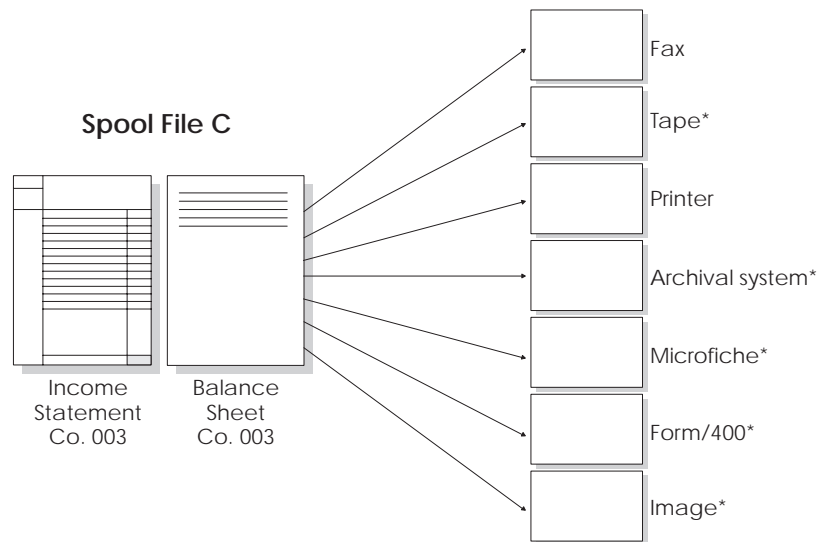 Spool File C
Income
Statement
Co. 003
Balance
Sheet
Co. 003
Fax
Tape*
Printer
Archival system*
Microfiche*
Form/400*
Image*